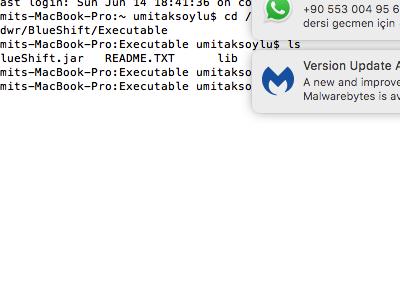 ast login: Sun Jun 14 18:41:36 on co
mits-MacBook-Pro:~ umitaksoylu$ cd /
dwr/BlueShift/Executable
mits-MacBook-Pro:Executable umitaksoylu$ ls
lueShift.jar README.TXT lib
mits-MacBook-Pro:Executable umitakso
mits-MacBook-Pro:Executable umitakso
+90 553 004 95 6
dersi gecmen için
Version Update A
A new and improve
Malwarebytes is av